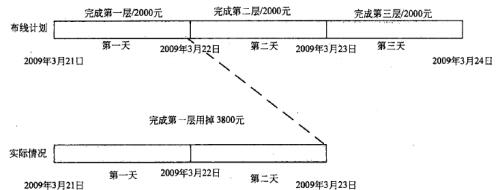 完成第一层/2000元 完成第二层/2000元 完成第三层/2000元
布线计划
第一天 第二天 第三天
2009年3月21日 2009年3月22日 2009年3月23日 2009年3月24日
完成第一层用掉3800元
实际情况
第一天 第二天
2009年3月21日 2009年3月22日 2009年3月23日